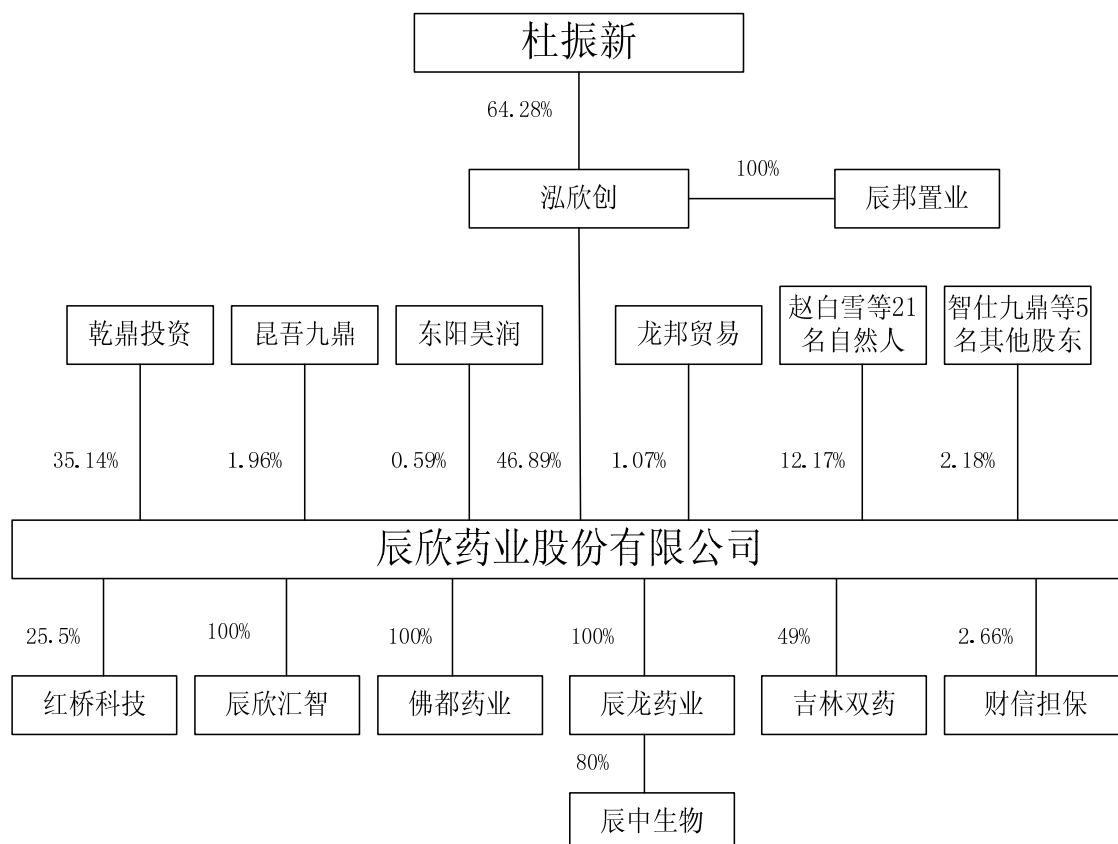 杜振新
64.28%
泓欣创
100%
辰邦置业
乾鼎投资
昆吾九鼎
东阳昊润
龙邦贸易
赵白雪等21
名自然人
智仕九鼎等5
名其他股东
35.14%
1.96%
0.59%
46.89%
1.07%
12.17%
2.18%
辰欣药业股份有限公司
25.5%
100%
100%
100%
49%
2.66%
红桥科技
辰欣汇智
佛都药业
辰龙药业
吉林双药
财信担保
80%
辰中生物